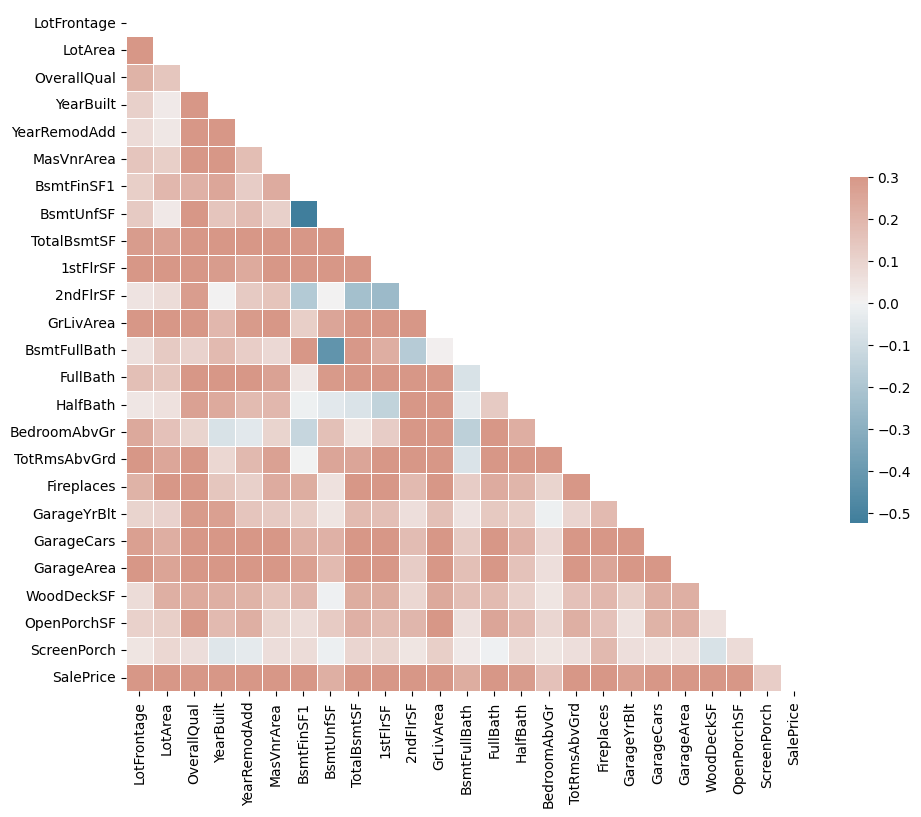 LotFrontage
LotArea
OverallQual
YearBuilt
YearRemodAdd
MasVnrArea
BsmtFinSF1
BsmtUnfSF
TotalBsmtSF
1stFlrSF
2ndFlrSF
GrLivArea
BsmtFullBath
FullBath
HalfBath
BedroomAbvGr
TotRmsAbvGrd
Fireplaces
GarageYrBlt
GarageCars
GarageArea
WoodDeckSF
OpenPorchSF
ScreenPorch
SalePrice
LotFrontage
LotArea
OverallQual
YearBuilt
YearRemodAdd
MasVnrArea
BsmtFinSF1
BsmtUnfSF
TotalBsmtSF
1stFlrSF
2ndFlrSF
GrLivArea
BsmtFullBath
FullBath
HalfBath
BedroomAbvGr
TotRmsAbvGrd
Fireplaces
GarageYrBlt
GarageCars
GarageArea
WoodDeckSF
OpenPorchSF
ScreenPorch
SalePrice
0.3
0.2
0.1
0.0
−0.1
−0.2
−0.3
−0.4
−0.5